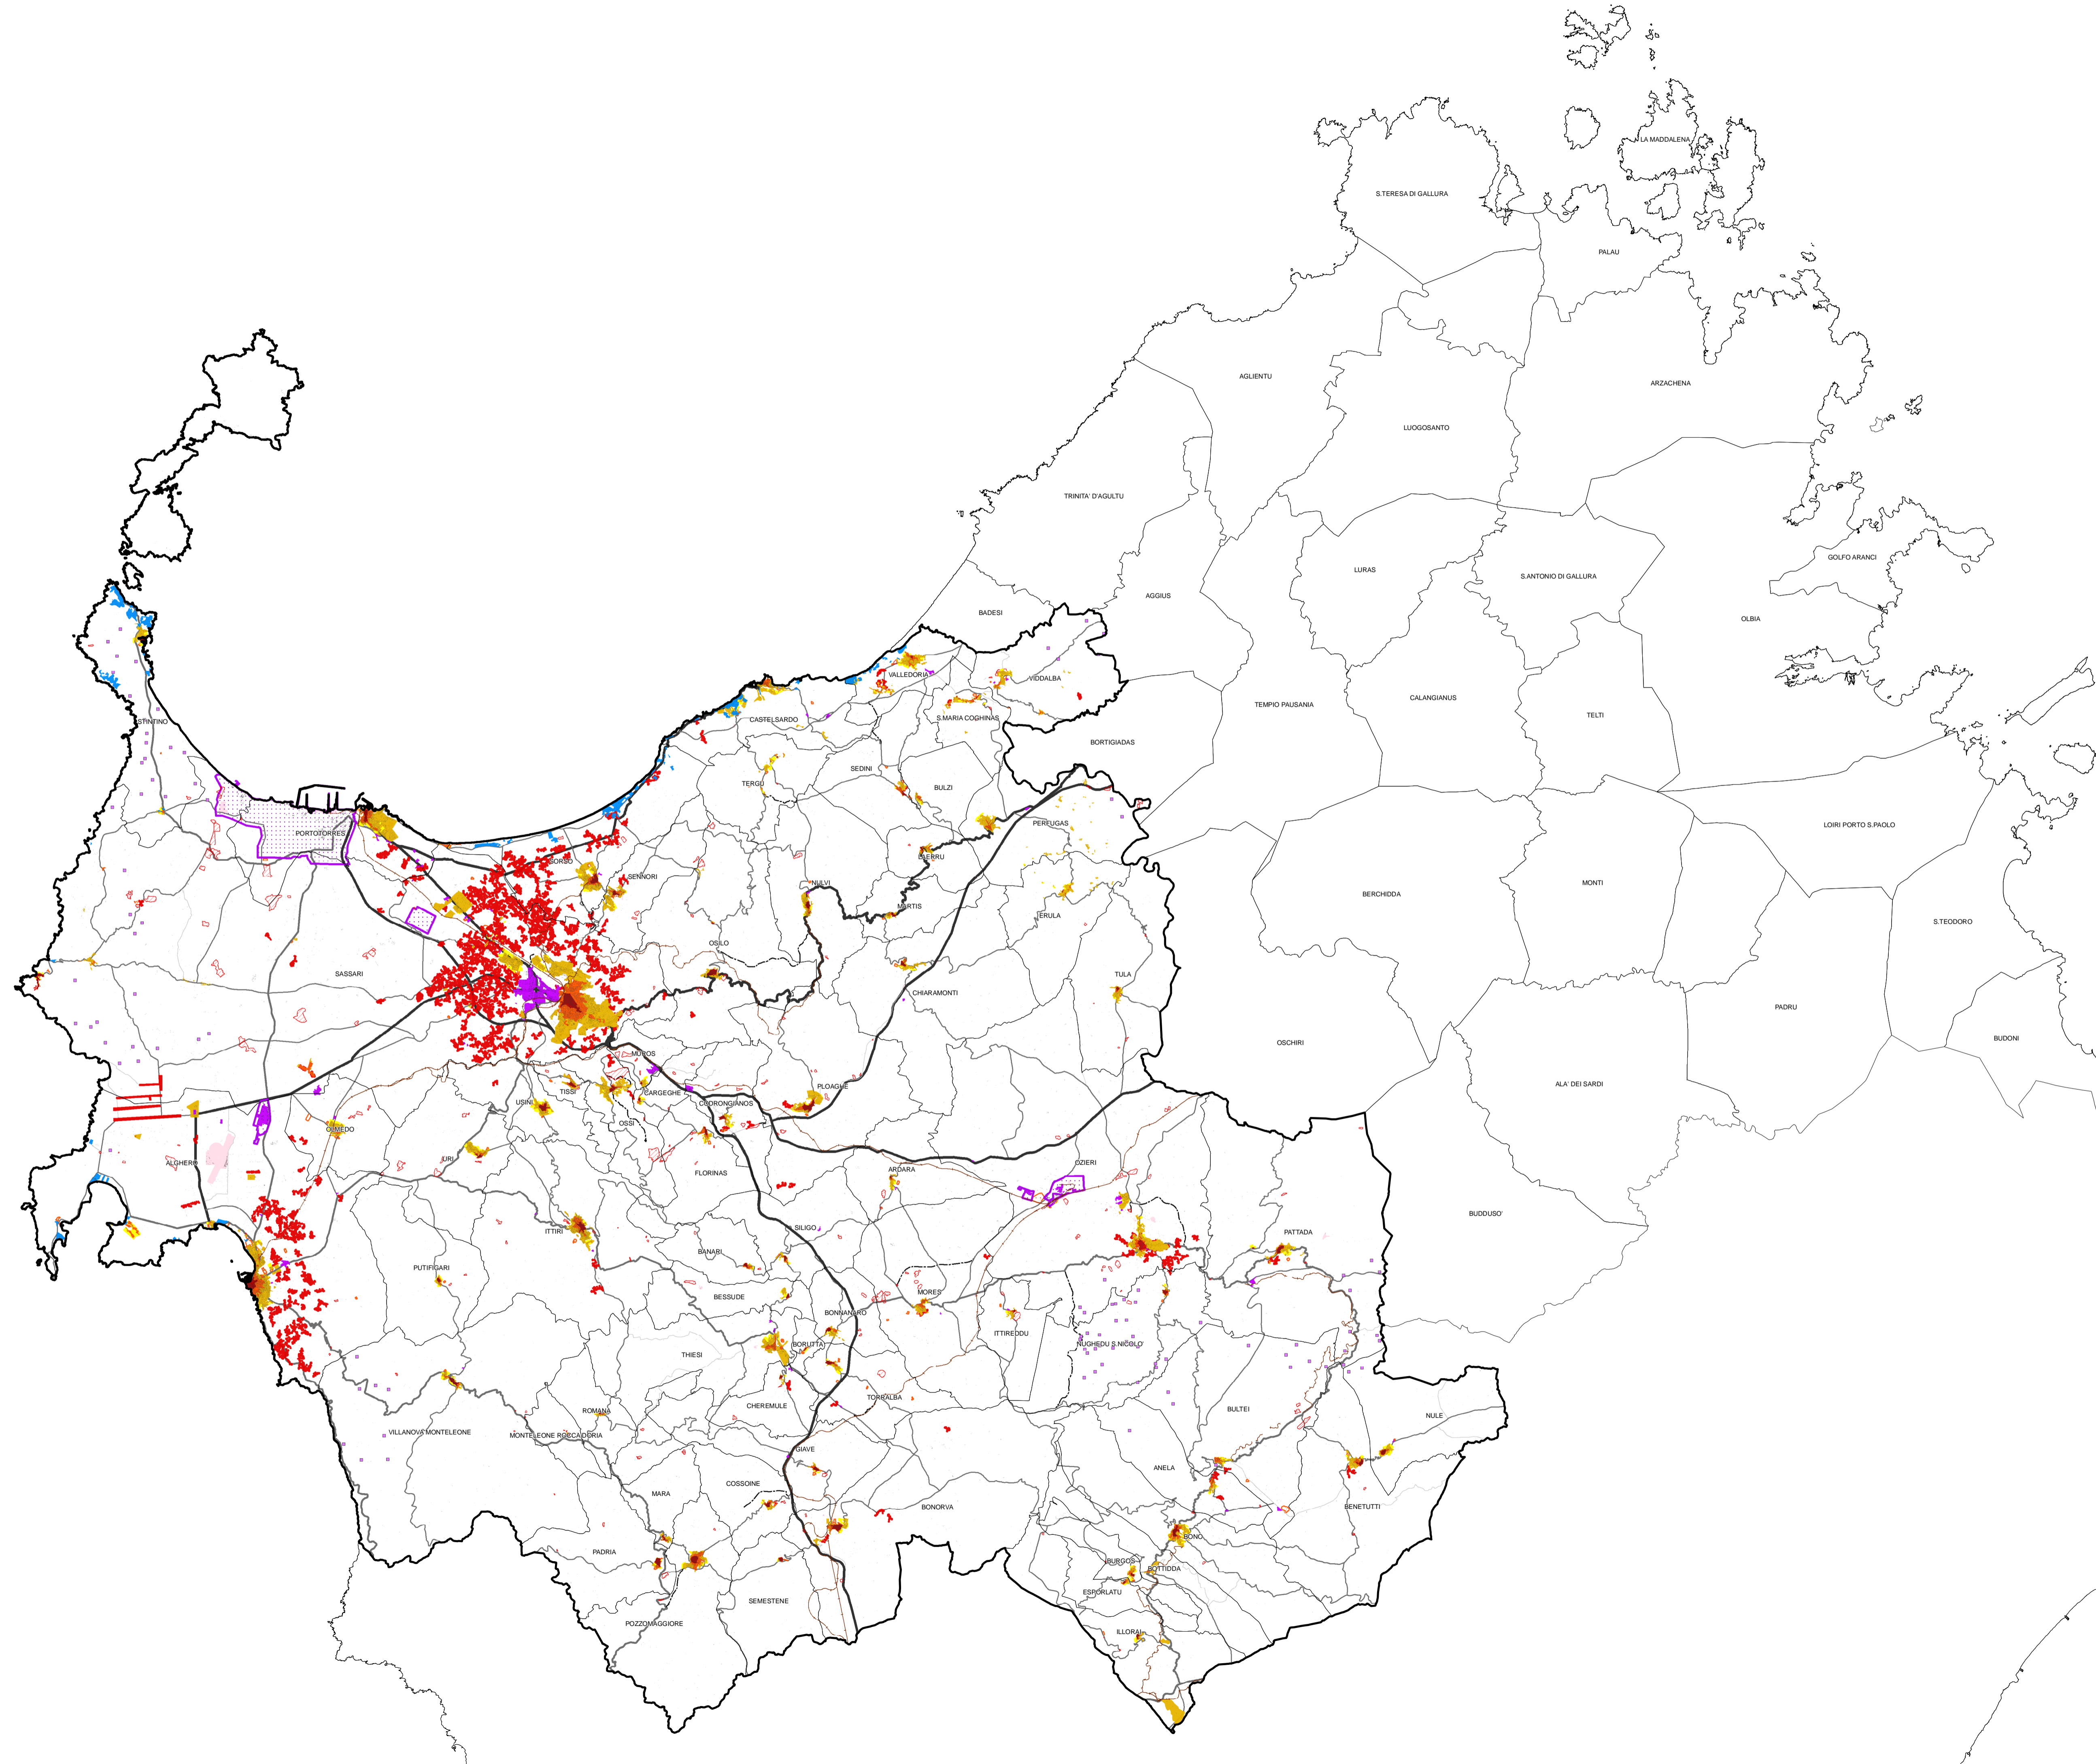 LA MADDALENA
S.TERESA DI GALLURA
PALAU
AGLIENTU
ARZACHENA
LUOGOSANTO
TRINITA' D'AGULTU
GOLFO ARANCI
LURAS
S.ANTONIO DI GALLURA
AGGIUS
BADESI
OLBIA
VALLEDORIA
VIDDALBA
CALANGIANUS
TEMPIO PAUSANIA
TELTI
S.MARIA COGHINAS
CASTELSARDO
STINTINO
BORTIGIADAS
SEDINI
TERGU
BULZI
PERFUGAS
LOIRI PORTO S.PAOLO
PORTOTORRES
LAERRU
SORSO
SENNORI
NULVI
MONTI
BERCHIDDA
MARTIS
ERULA
S.TEODORO
OSILO
SASSARI
TULA
CHIARAMONTI
PADRU
BUDONI
OSCHIRI
MUROS
ALA' DEI SARDI
PLOAGHE
TISSI
CARGEGHE
USINI
CODRONGIANOS
OSSI
OLMEDO
URI
ALGHERO
OZIERI
ARDARA
FLORINAS
BUDDUSO'
SILIGO
ITTIRI
PATTADA
BANARI
PUTIFIGARI
MORES
BESSUDE
BONNANARO
ITTIREDDU
BORUTTA
NUGHEDU S.NICOLO'
THIESI
TORRALBA
CHEREMULE
BULTEI
ROMANA
NULE
VILLANOVA MONTELEONE
MONTELEONE ROCCA DORIA
GIAVE
ANELA
COSSOINE
MARA
BONORVA
BENETUTTI
BONO
PADRIA
BURGOS
BOTTIDDA
ESPORLATU
SEMESTENE
POZZOMAGGIORE
ILLORAI